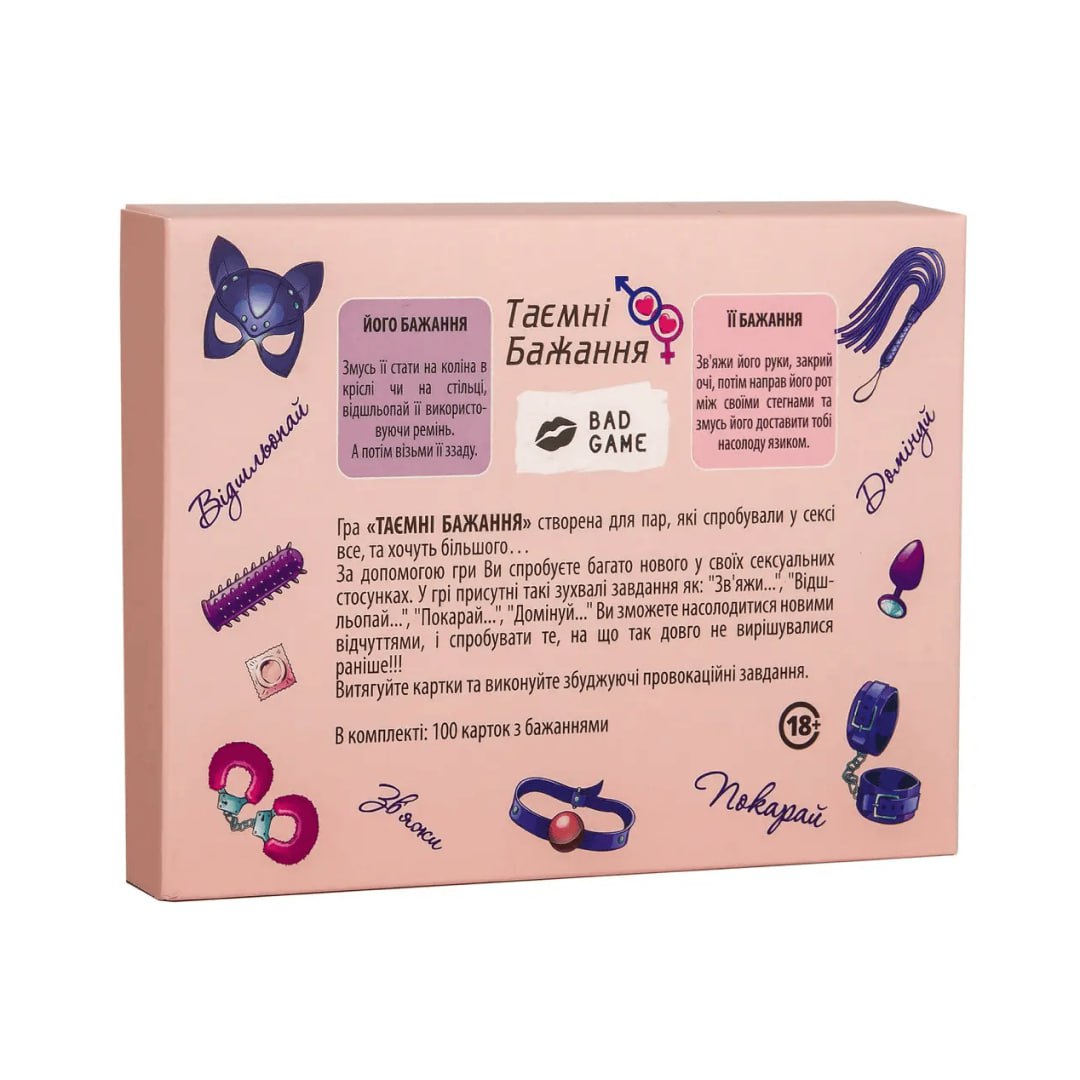 Таємні
Бажання
BAD
GAME
ЙОГО БАЖАННЯ
Змусь її стати на коліна в
кріслі чи на стільці,
відшльопай її використо-
вуючи ремінь.
А потім візьми її ззаду.
ЇЇ БАЖАННЯ
Зв'яжи його руки, закрий
очі, потім направ його рот
між своїми стегнами та
змусь його доставити тобі
насолоду язиком.
Відшльопай
Домінуй
Гра «ТАЄМНІ БАЖАННЯ» створена для пар, які спробували у сексі
все, та хочуть більшого…
За допомогою гри Ви спробуєте багато нового у своїх сексуальних
стосунках. У грі присутні такі зухвалі завдання як: "Зв'яжи...", "Відш-
льопай...", "Покарай...", "Домінуй..." Ви зможете насолодитися новими
відчуттями, і спробувати те, на що так довго не вирішувалися
раніше!!!
Витягуйте картки та виконуйте збуджуючі провокаційні завдання.
В комплекті: 100 карток з бажаннями
18+
Зв'яжи
Покарай